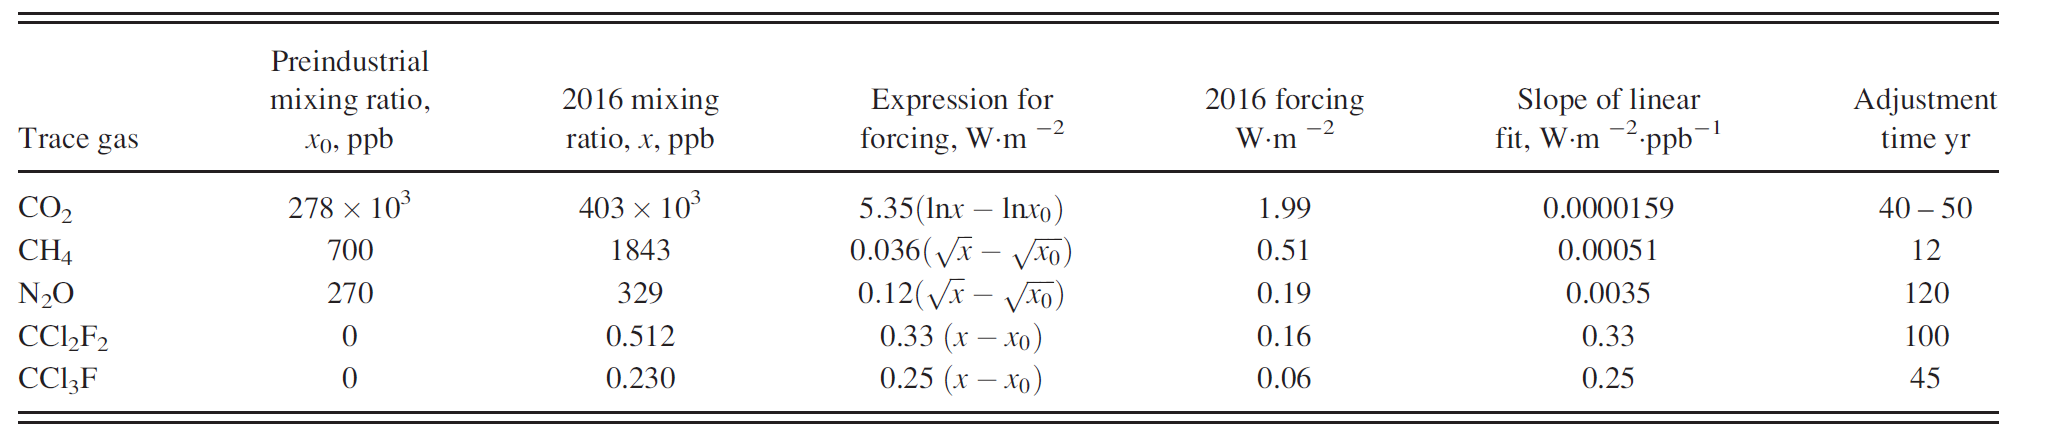 Preindustrial
mixing ratio, 2016 mixing Expression for 2016 forcing Slope of linear Adjustment
Trace gas x₀, ppb ratio, x, ppb forcing, W·m ⁻² W·m ⁻² fit, W·m ⁻²·ppb⁻¹ time yr
CO₂ 278 × 10³ 403 × 10³ 5.35(lnx − lnx₀) 1.99 0.0000159 40 – 50
CH₄ 700 1843 0.036(√x − √x₀) 0.51 0.00051 12
N₂O 270 329 0.12(√x − √x₀) 0.19 0.0035 120
CCl₂F₂ 0 0.512 0.33 (x − x₀) 0.16 0.33 100
CCl₃F 0 0.230 0.25 (x − x₀) 0.06 0.25 45